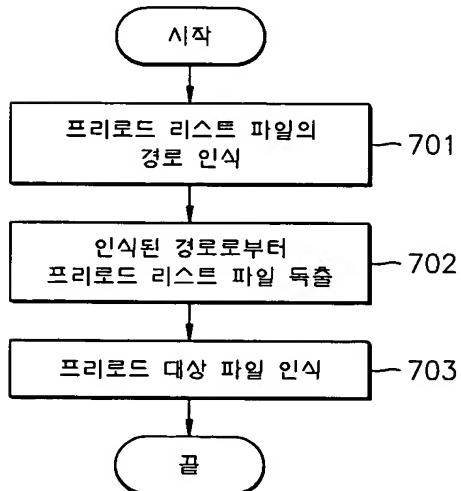 시작
프리로드 리스트 파일의
경로 인식
701
인식된 경로로부터
프리로드 리스트 파일 독출
702
프리로드 대상 파일 인식
703
끝